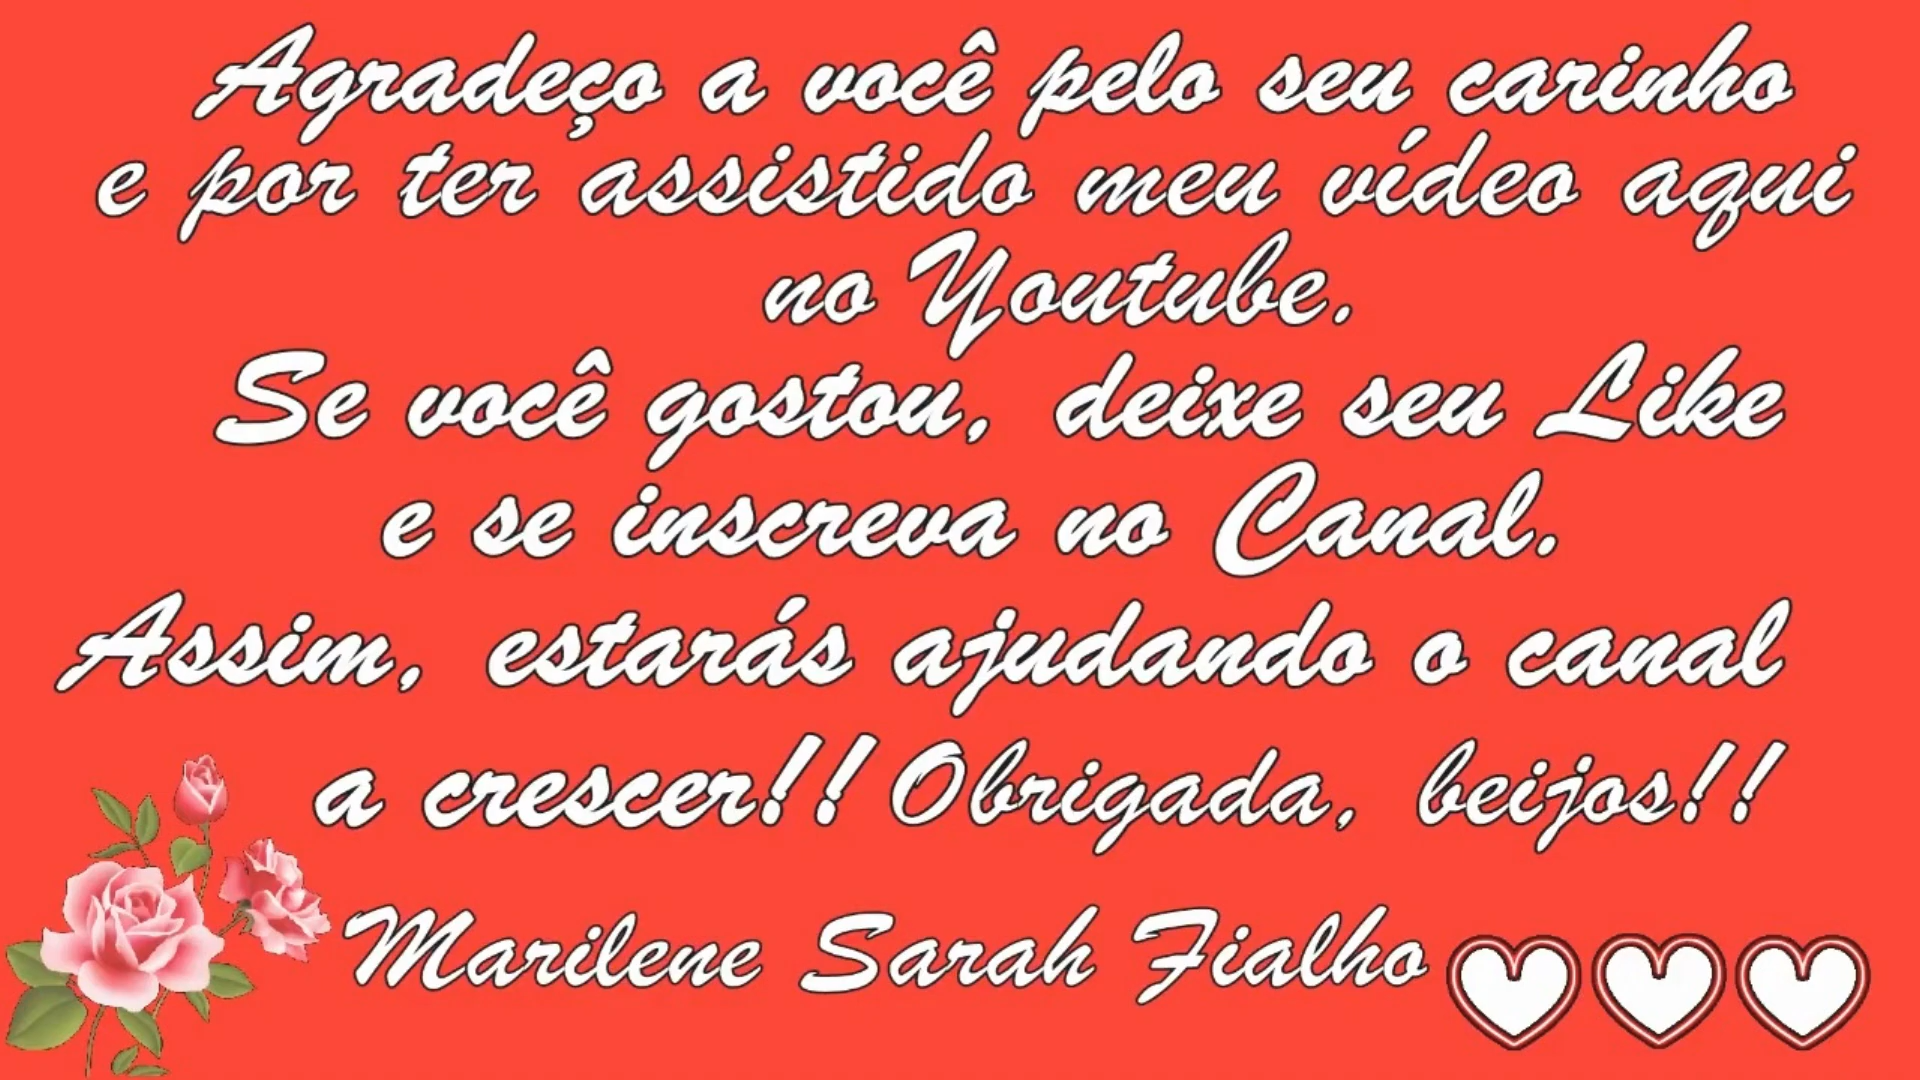 Agradeço a você pelo seu carinho
e por ter assistido meu vídeo aqui
no Youtube.
Se você gostou, deixe seu Like
e se inscreva no Canal.
Assim, estarás ajudando o canal
a crescer!! Obrigada, beijos!!
Marilene Sarah Fialho